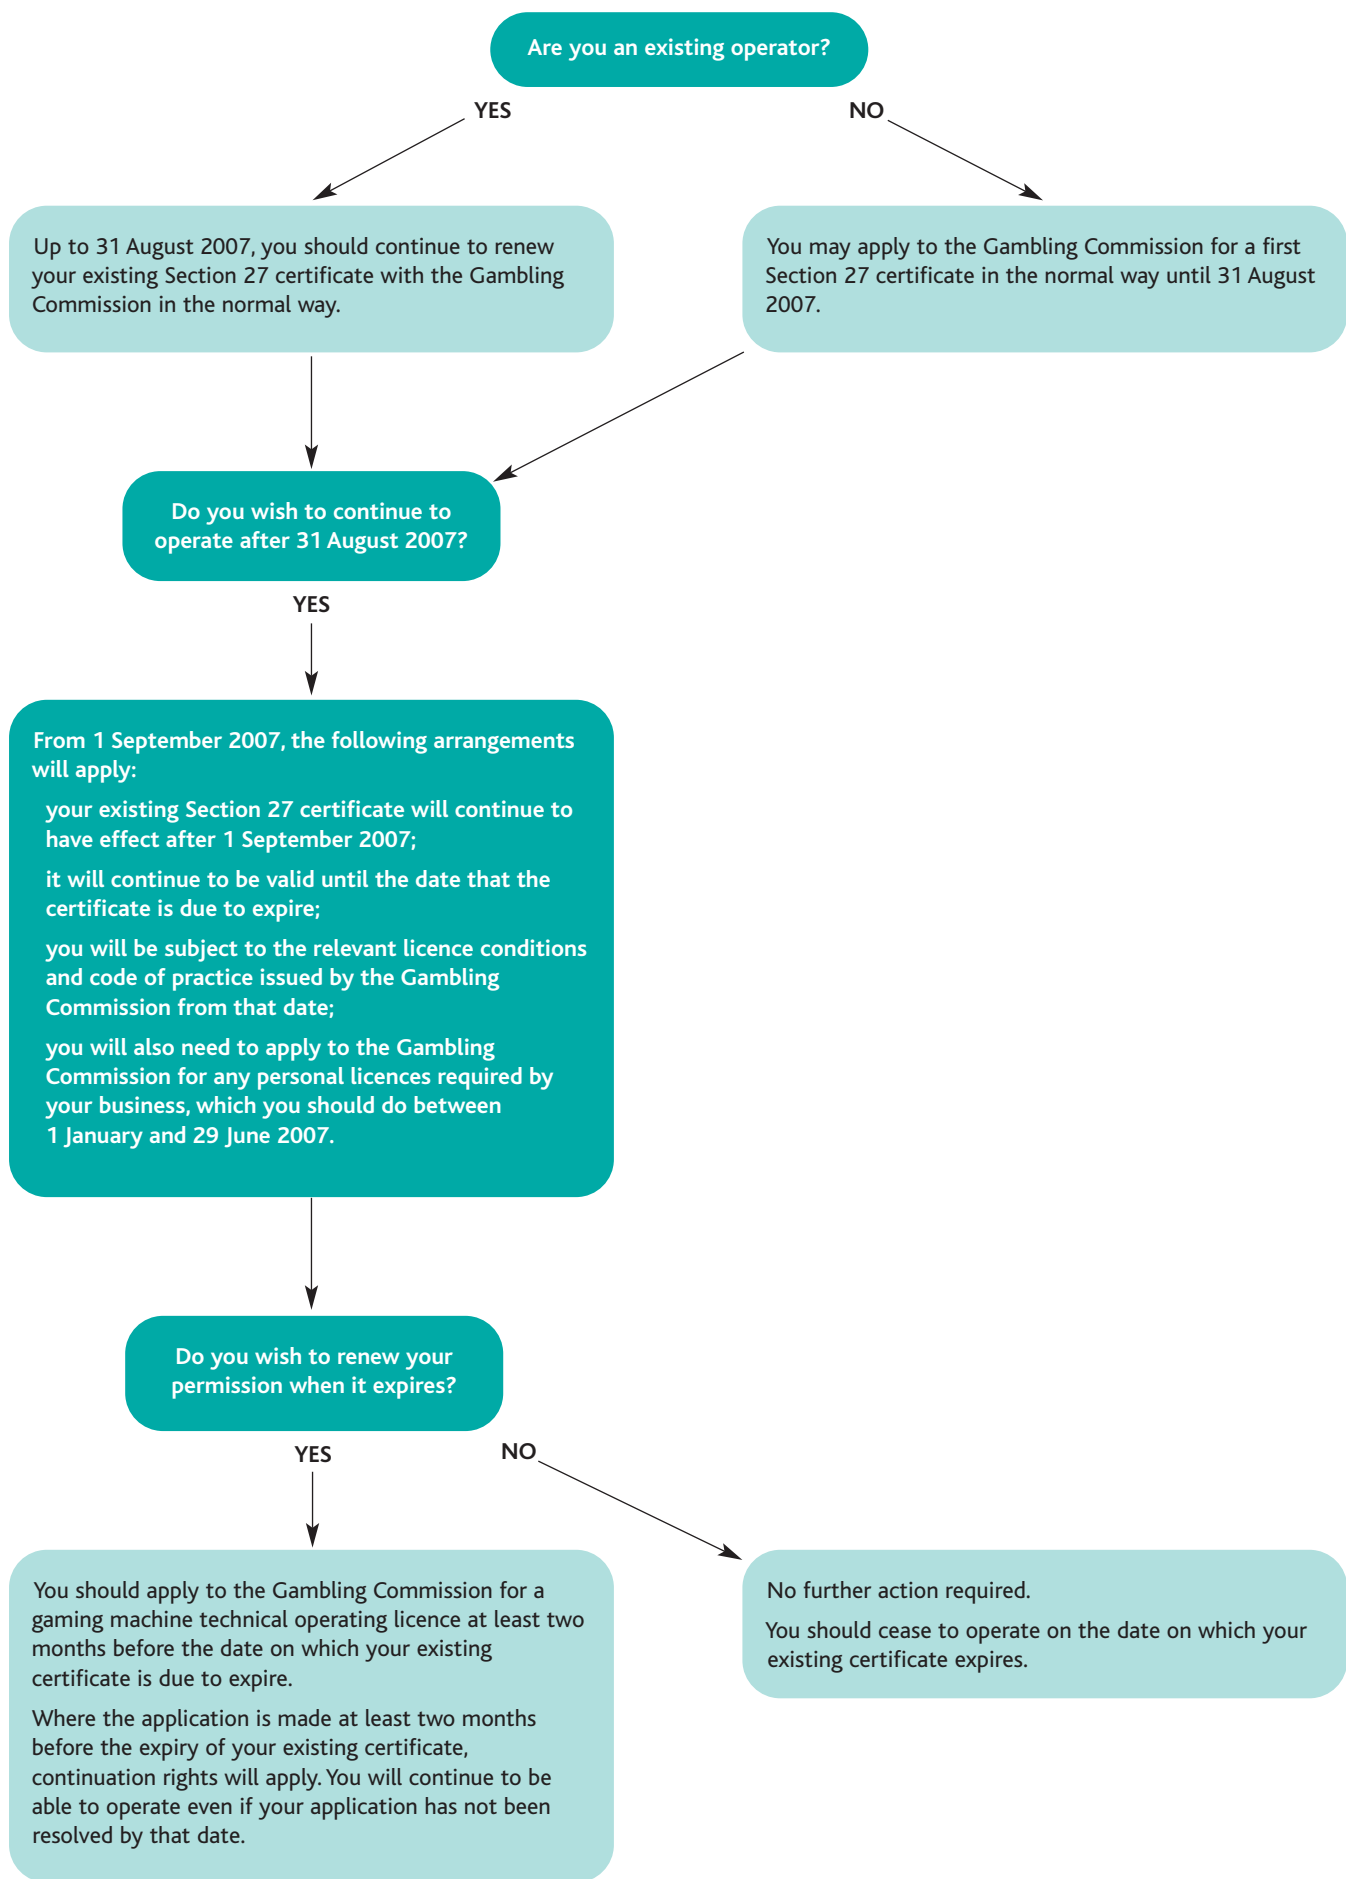 Are you an existing operator?
YES
NO
Up to 31 August 2007, you should continue to renew
your existing Section 27 certificate with the Gambling
Commission in the normal way.
You may apply to the Gambling Commission for a first
Section 27 certificate in the normal way until 31 August
2007.
Do you wish to continue to
operate after 31 August 2007?
YES
From 1 September 2007, the following arrangements
will apply:
your existing Section 27 certificate will continue to
have effect after 1 September 2007;
it will continue to be valid until the date that the
certificate is due to expire;
you will be subject to the relevant licence conditions
and code of practice issued by the Gambling
Commission from that date;
you will also need to apply to the Gambling
Commission for any personal licences required by
your business, which you should do between
1 January and 29 June 2007.
Do you wish to renew your
permission when it expires?
YES
NO
You should apply to the Gambling Commission for a
gaming machine technical operating licence at least two
months before the date on which your existing
certificate is due to expire.
Where the application is made at least two months
before the expiry of your existing certificate,
continuation rights will apply. You will continue to be
able to operate even if your application has not been
resolved by that date.
No further action required.
You should cease to operate on the date on which your
existing certificate expires.